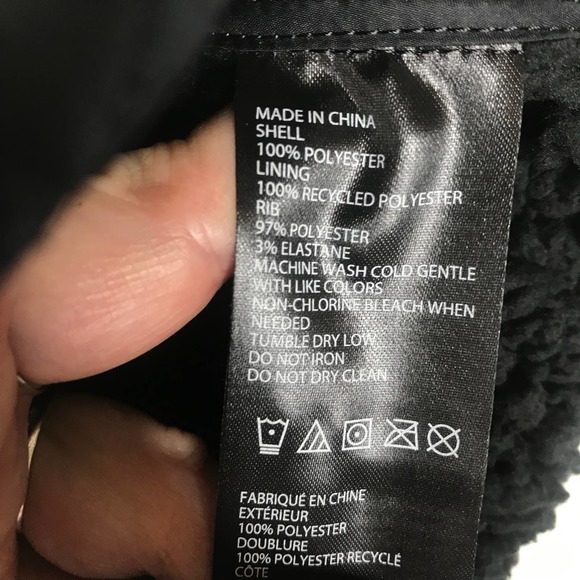 MADE IN CHINA
SHELL
100% POLYESTER
LINING
100% RECYCLED POLYESTER
RIB
97% POLYESTER
3% ELASTANE
MACHINE WASH COLD GENTLE
WITH LIKE COLORS
NON-CHLORINE BLEACH WHEN
NEEDED
TUMBLE DRY LOW
DO NOT IRON
DO NOT DRY CLEAN
FABRIQUÉ EN CHINE
EXTÉRIEUR
100% POLYESTER
DOUBLURE
100% POLYESTER RECYCLÉ
CÔTE